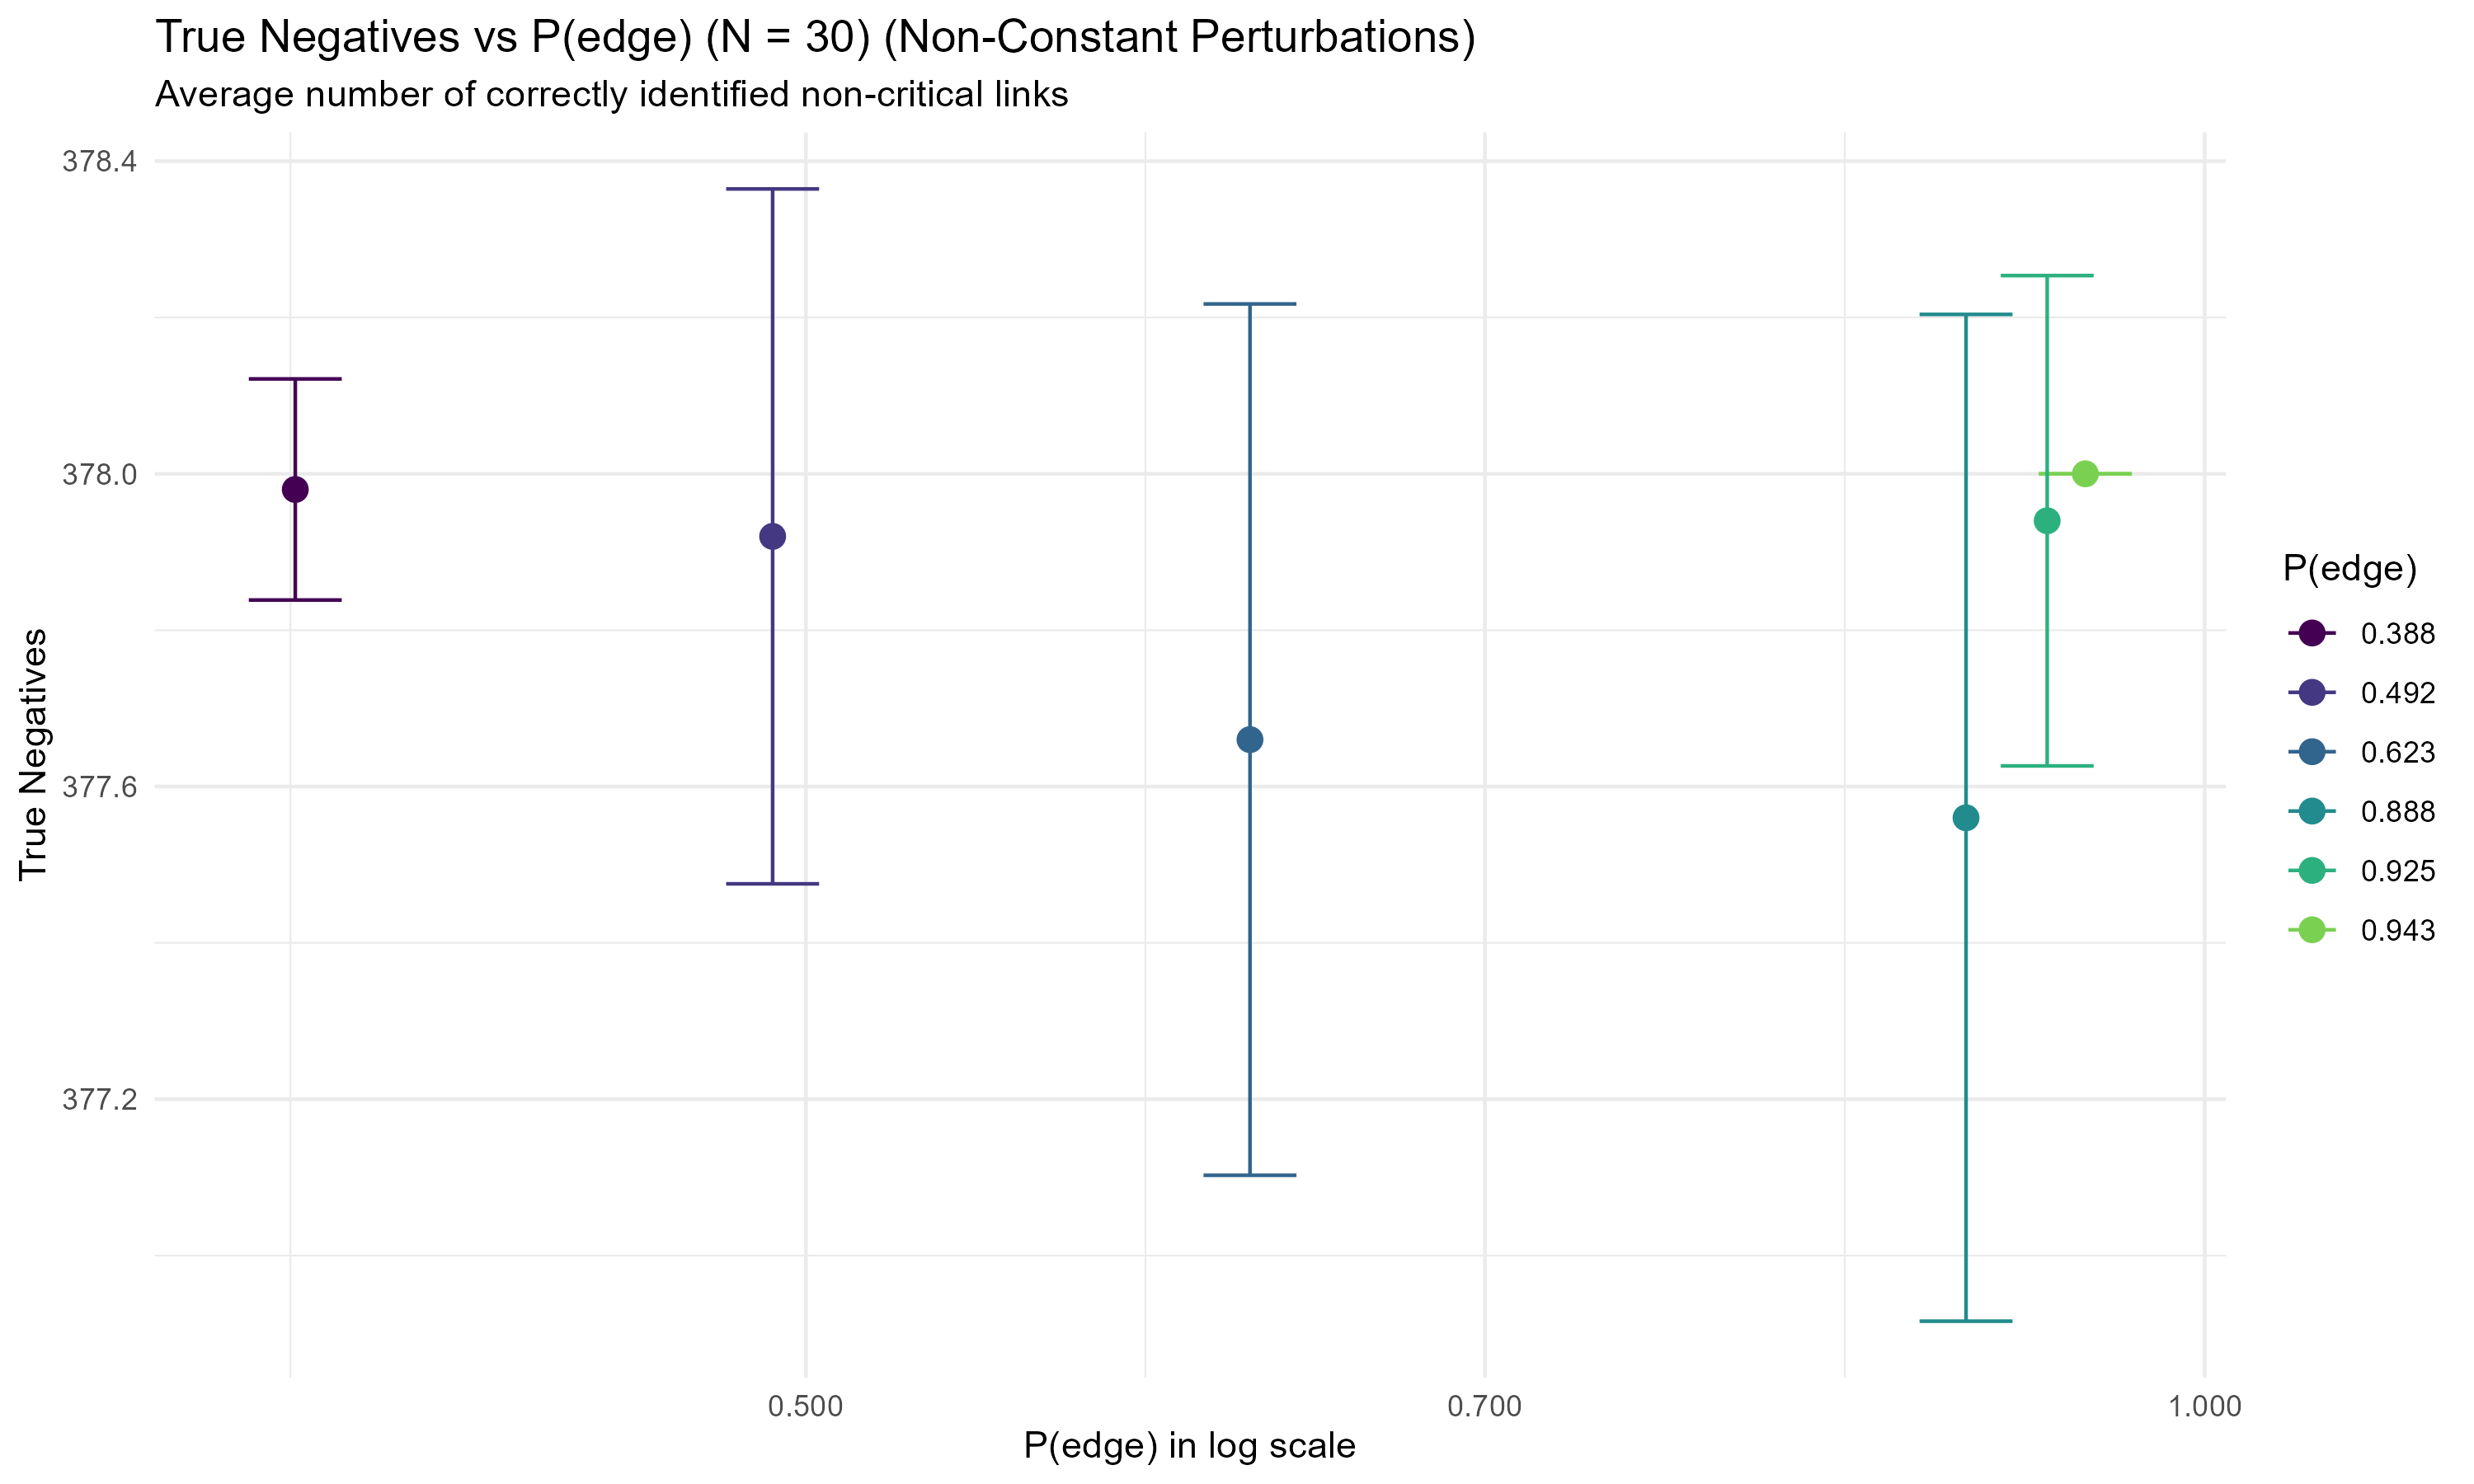 True Negatives vs P(edge) (N = 30) (Non-Constant Perturbations)
Average number of correctly identified non-critical links
True Negatives
378.4
378.0
377.6
377.2
0.500
0.700
1.000
P(edge) in log scale
P(edge)
0.388
0.492
0.623
0.888
0.925
0.943